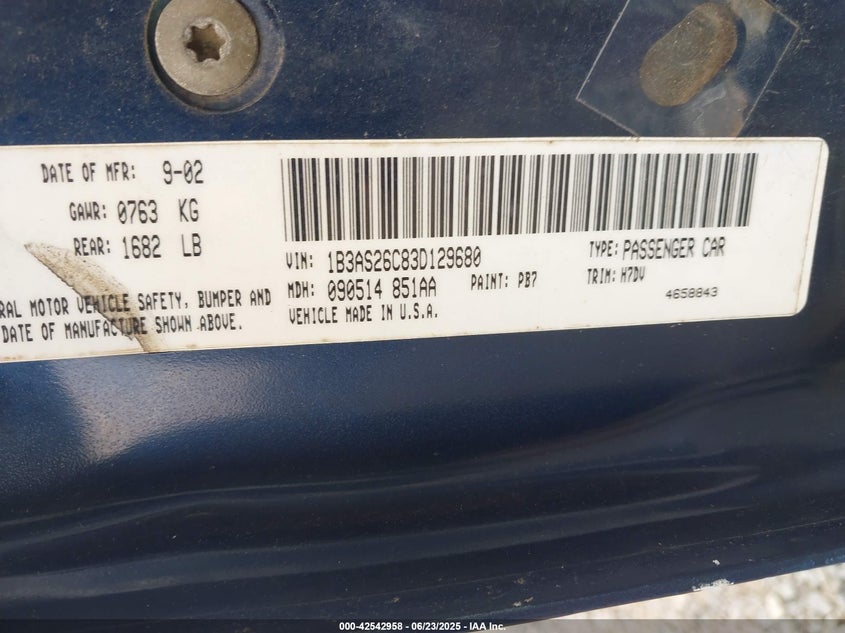 DATE OF MFR: 9-02
GAWR: 0763 KG
REAR: 1682 LB
RAL MOTOR VEHICLE SAFETY, BUMPER AND
DATE OF MANUFACTURE SHOWN ABOVE.
VIN: 1B3AS26C83D129680
TYPE: PASSENGER CAR
MDH: 090514 851AA
PAINT: PB7
TRIM: H7DV
VEHICLE MADE IN U.S.A.
4658843
000-42542958 - 06/23/2025 - IAA Inc.